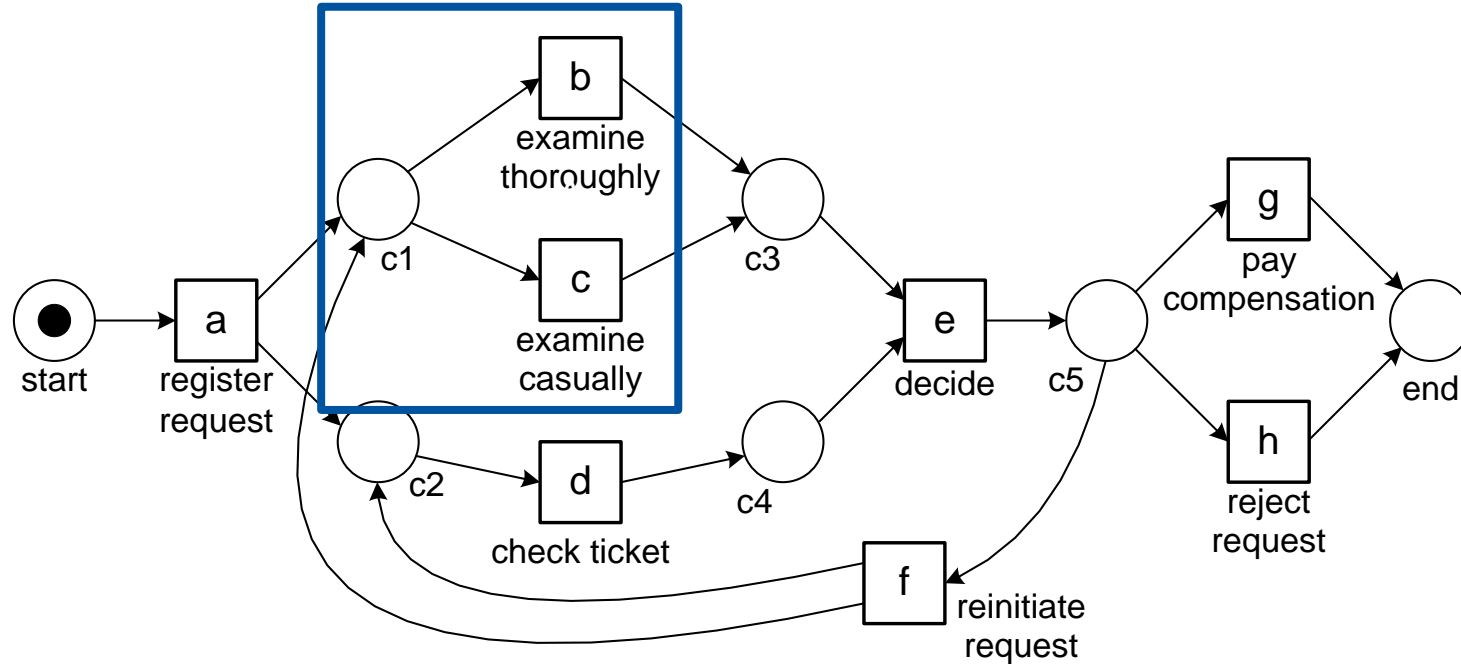 b
examine
thoroughly
c1
c
examine
casually
c3
start
a
register
request
c2
d
check ticket
c4
e
decide
c5
f
reinitiate
request
g
pay
compensation
h
reject
request
end